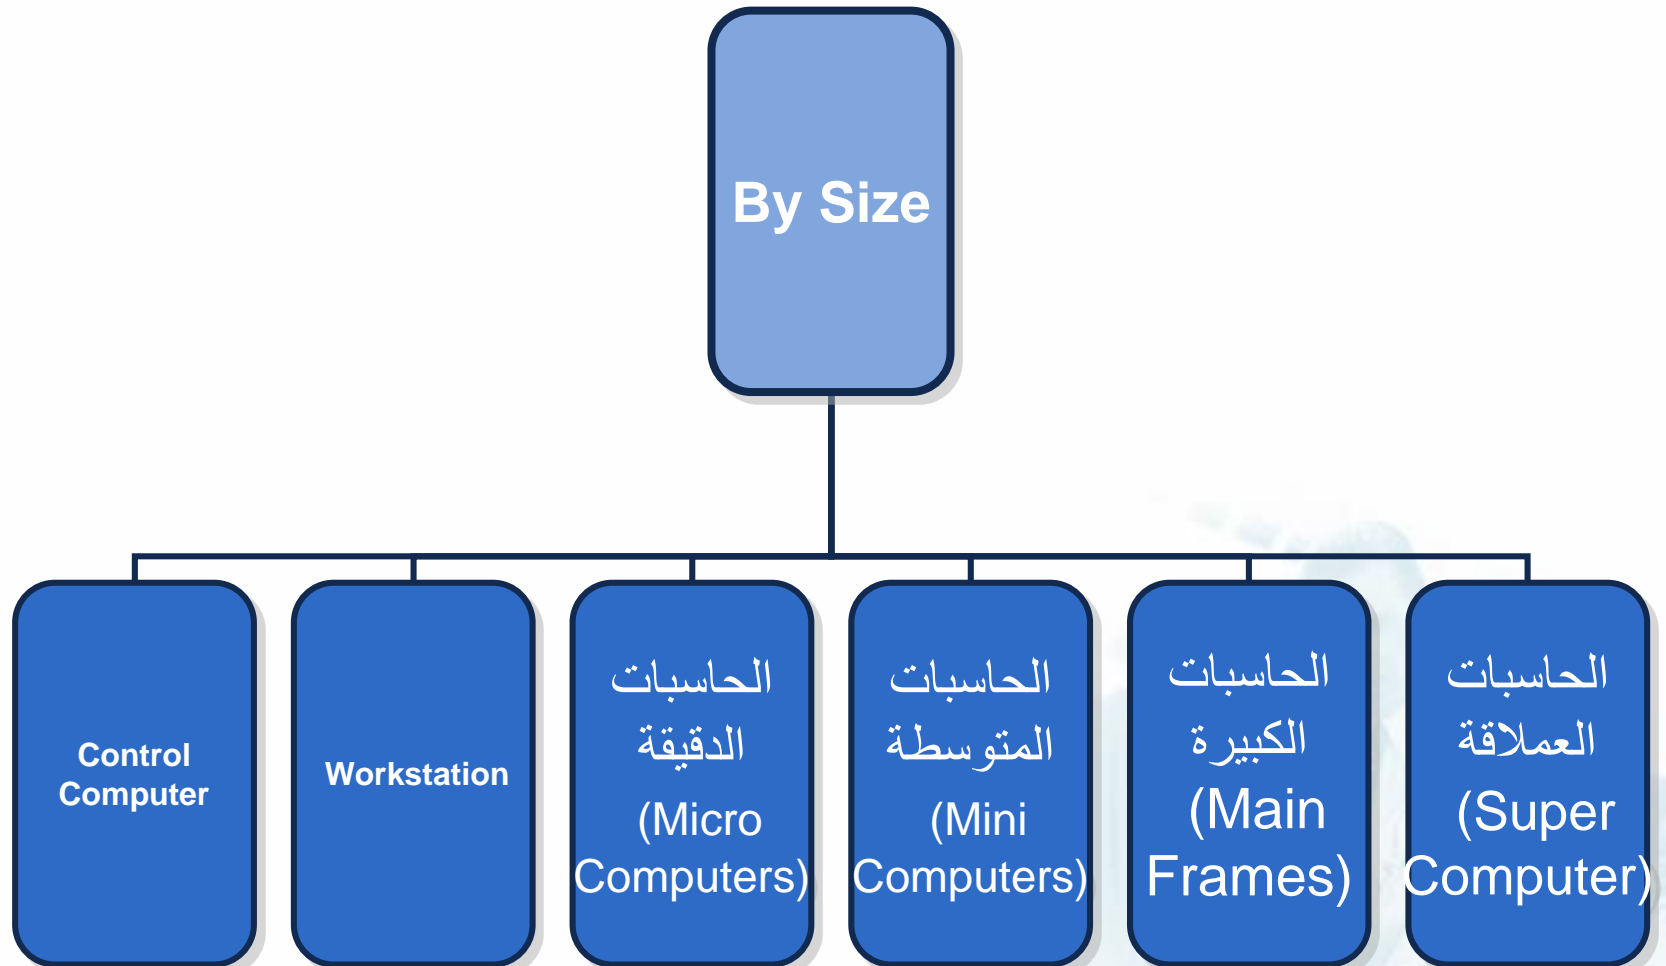 By Size
Control
Computer
Workstation
الحاسبات
الدقيقة
(Micro
Computers)
الحاسبات
المتوسطة
(Mini
Computers)
الحاسبات
الكبيرة
(Main
Frames)
الحاسبات
العملاقة
(Super
Computer)